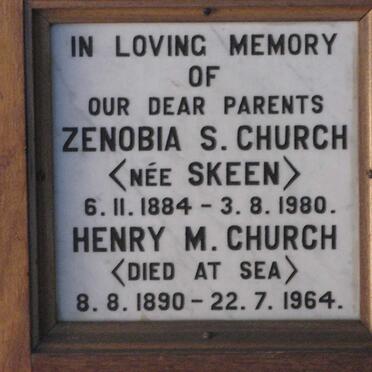 IN LOVING MEMORY
OF
OUR DEAR PARENTS
ZENOBIA S. CHURCH
<NÉE SKEEN>
6.11.1884 – 3.8.1980.
HENRY M. CHURCH
<DIED AT SEA>
8.8.1890 – 22.7.1964.